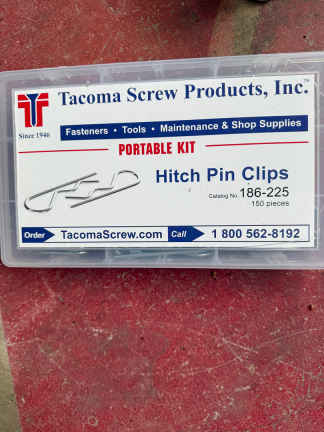 Tacoma Screw Products, Inc.™
Since 1946
Fasteners • Tools • Maintenance & Shop Supplies
PORTABLE KIT
Hitch Pin Clips
Catalog No. 186-225
150 pieces
Order TacomaScrew.com Call 1 800 562-8192